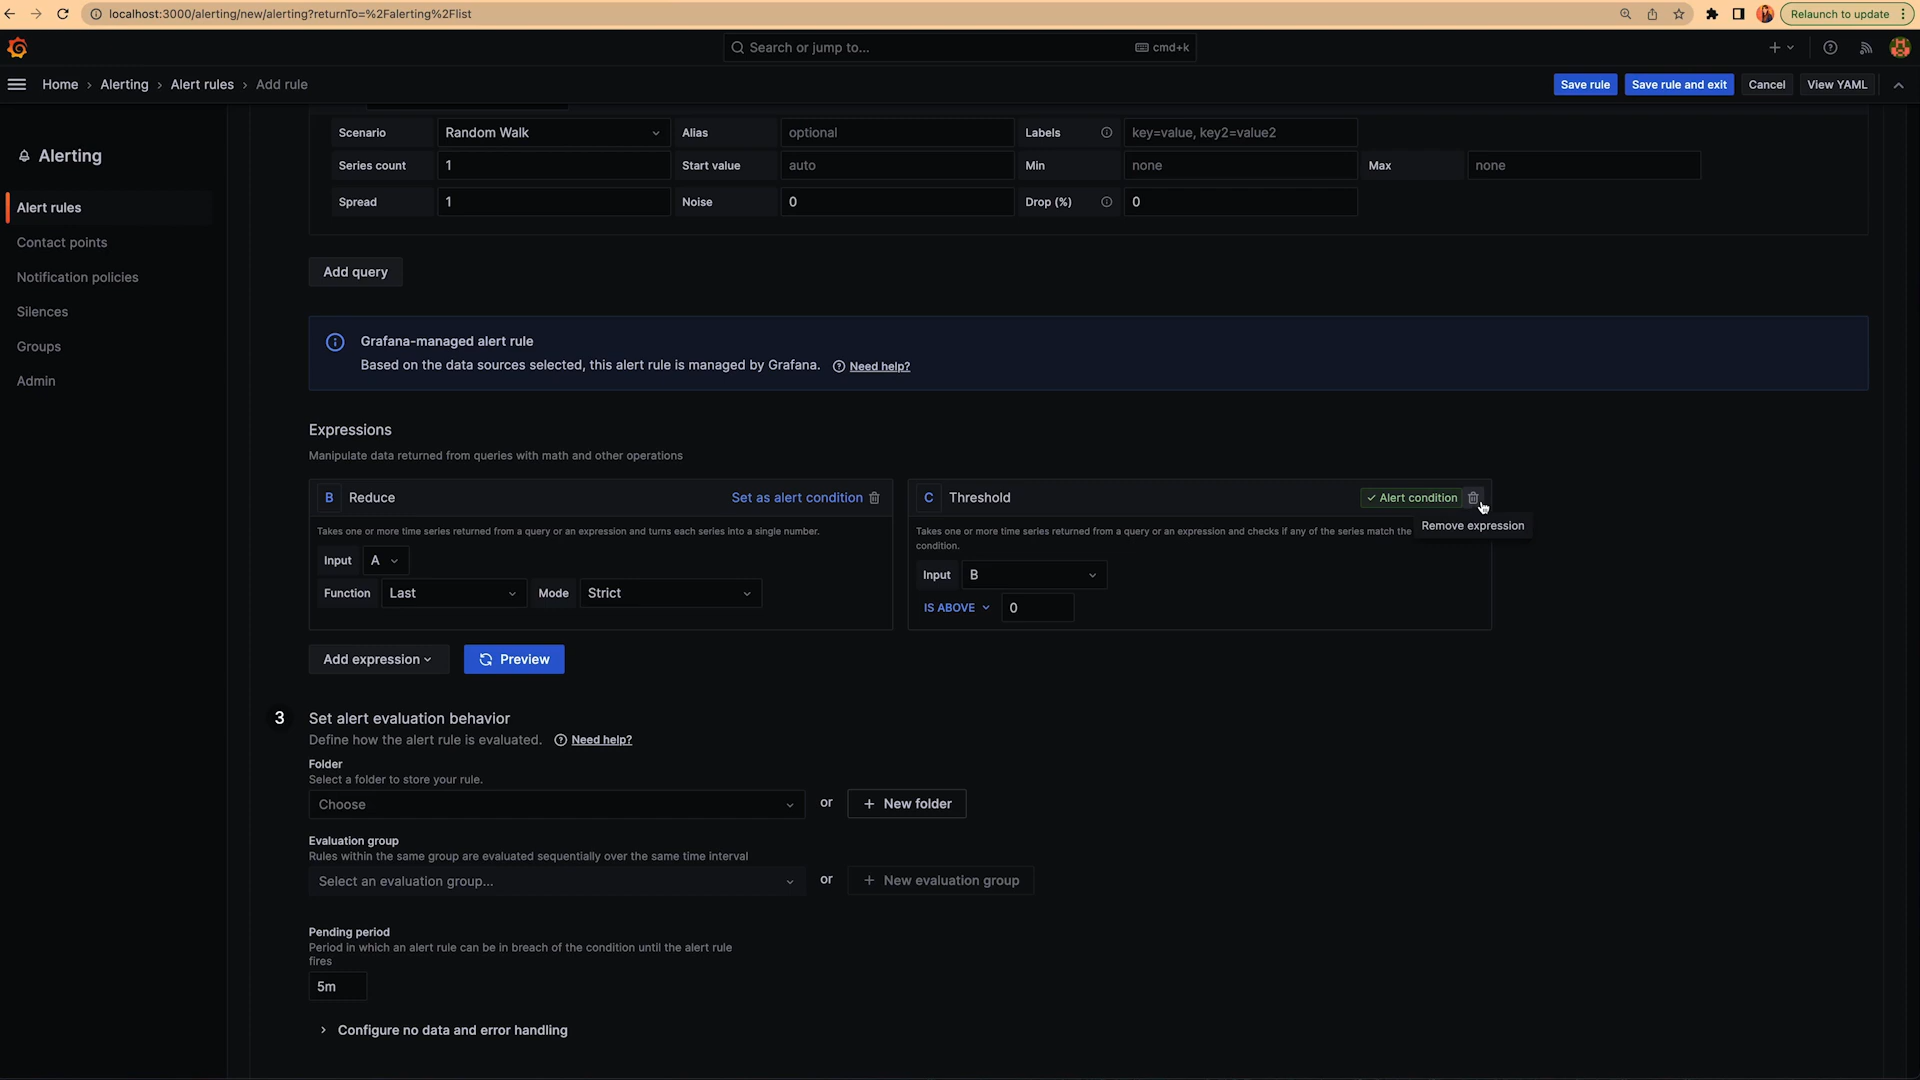 localhost:3000/alerting/new/alerting?returnTo=%2Falerting%2Flist
Relaunch to update
Search or jump to...
cmd+k
Home › Alerting › Alert rules › Add rule
Save rule
Save rule and exit
Cancel
View YAML
Alerting
Alert rules
Contact points
Notification policies
Silences
Groups
Admin
Scenario Random Walk Alias optional Labels key=value, key2=value2
Series count 1 Start value auto Min none Max none
Spread 1 Noise 0 Drop (%) 0
Add query
Grafana-managed alert rule
Based on the data sources selected, this alert rule is managed by Grafana. Need help?
Expressions
Manipulate data returned from queries with math and other operations
B Reduce Set as alert condition
Takes one or more time series returned from a query or an expression and turns each series into a single number.
Input A
Function Last Mode Strict
C Threshold Alert condition
Remove expression
Takes one or more time series returned from a query or an expression and checks if any of the series match the
condition.
Input B
IS ABOVE 0
Add expression
Preview
3 Set alert evaluation behavior
Define how the alert rule is evaluated. Need help?
Folder
Select a folder to store your rule.
Choose or + New folder
Evaluation group
Rules within the same group are evaluated sequentially over the same time interval
Select an evaluation group... or + New evaluation group
Pending period
Period in which an alert rule can be in breach of the condition until the alert rule
fires
5m
Configure no data and error handling